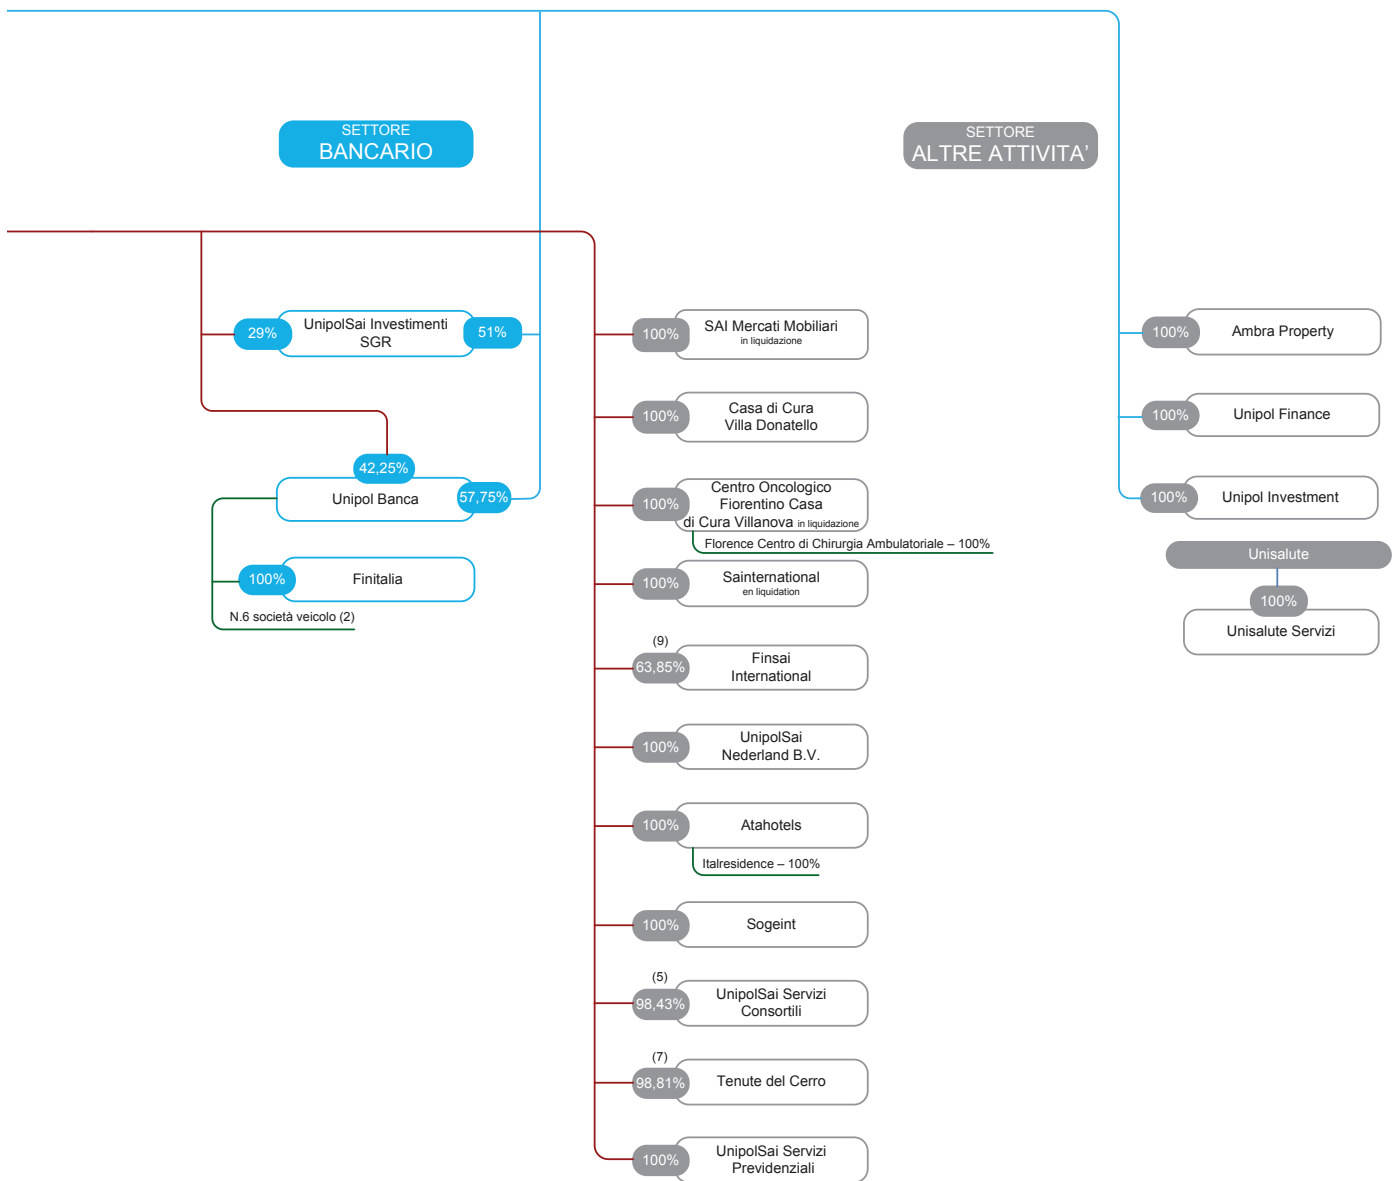 SETTORE
BANCARIO
SETTORE
ALTRE ATTIVITA’
29%
UnipolSai Investimenti
SGR
51%
42,25%
Unipol Banca
57,75%
100%
Finitalia
N.6 società veicolo (2)
100%
SAI Mercati Mobiliari
in liquidazione
100%
Casa di Cura
Villa Donatello
100%
Centro Oncologico
Fiorentino Casa
di Cura Villanova in liquidazione
Florence Centro di Chirurgia Ambulatoriale – 100%
100%
Sainternational
en liquidation
(9)
63,85%
Finsai
International
100%
UnipolSai
Nederland B.V.
100%
Atahotels
Italresidence – 100%
100%
Sogeint
(5)
98,43%
UnipolSai Servizi
Consortili
(7)
98,81%
Tenute del Cerro
100%
UnipolSai Servizi
Previdenziali
100%
Ambra Property
100%
Unipol Finance
100%
Unipol Investment
Unisalute
100%
Unisalute Servizi